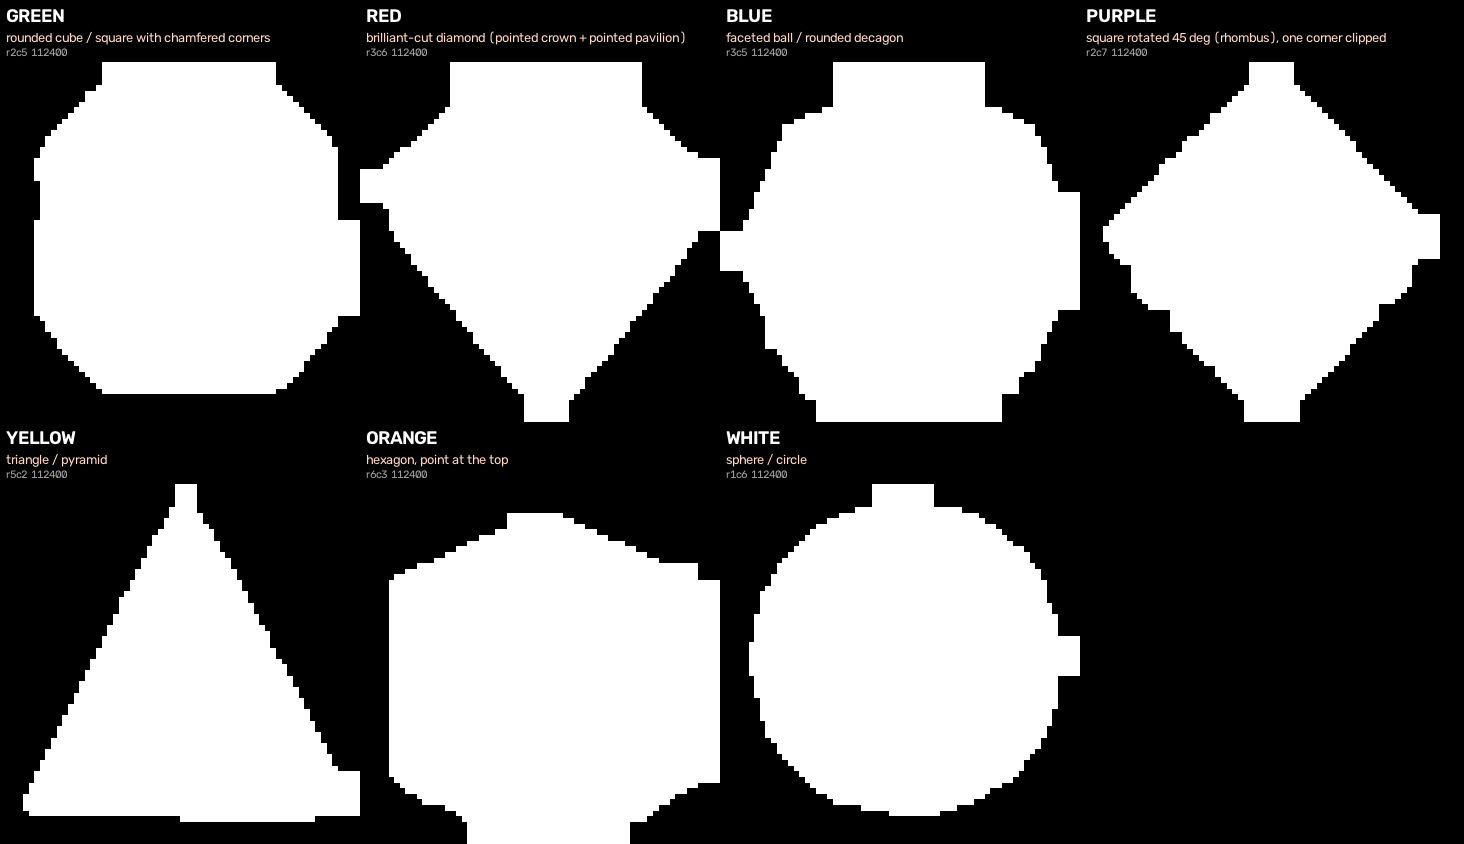 GREEN
rounded cube / square with chamfered corners
r2c5 112400
RED
brilliant-cut diamond (pointed crown + pointed pavilion)
r3c6 112400
BLUE
faceted ball / rounded decagon
r3c5 112400
PURPLE
square rotated 45 deg (rhombus), one corner clipped
r2c7 112400
YELLOW
triangle / pyramid
r5c2 112400
ORANGE
hexagon, point at the top
r6c3 112400
WHITE
sphere / circle
r1c6 112400